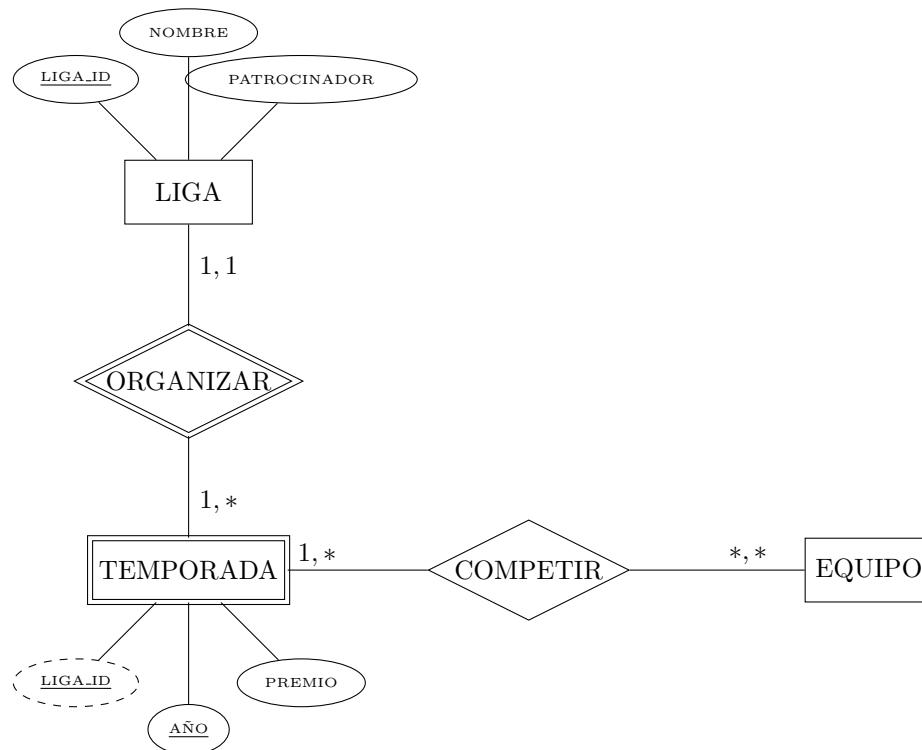 NOMBRE
LIGA_ID
PATROCINADOR
LIGA
1, 1
ORGANIZAR
1, *
TEMPORADA
1, *
COMPETIR
*, *
EQUIPO
LIGA_ID
PREMIO
AÑO